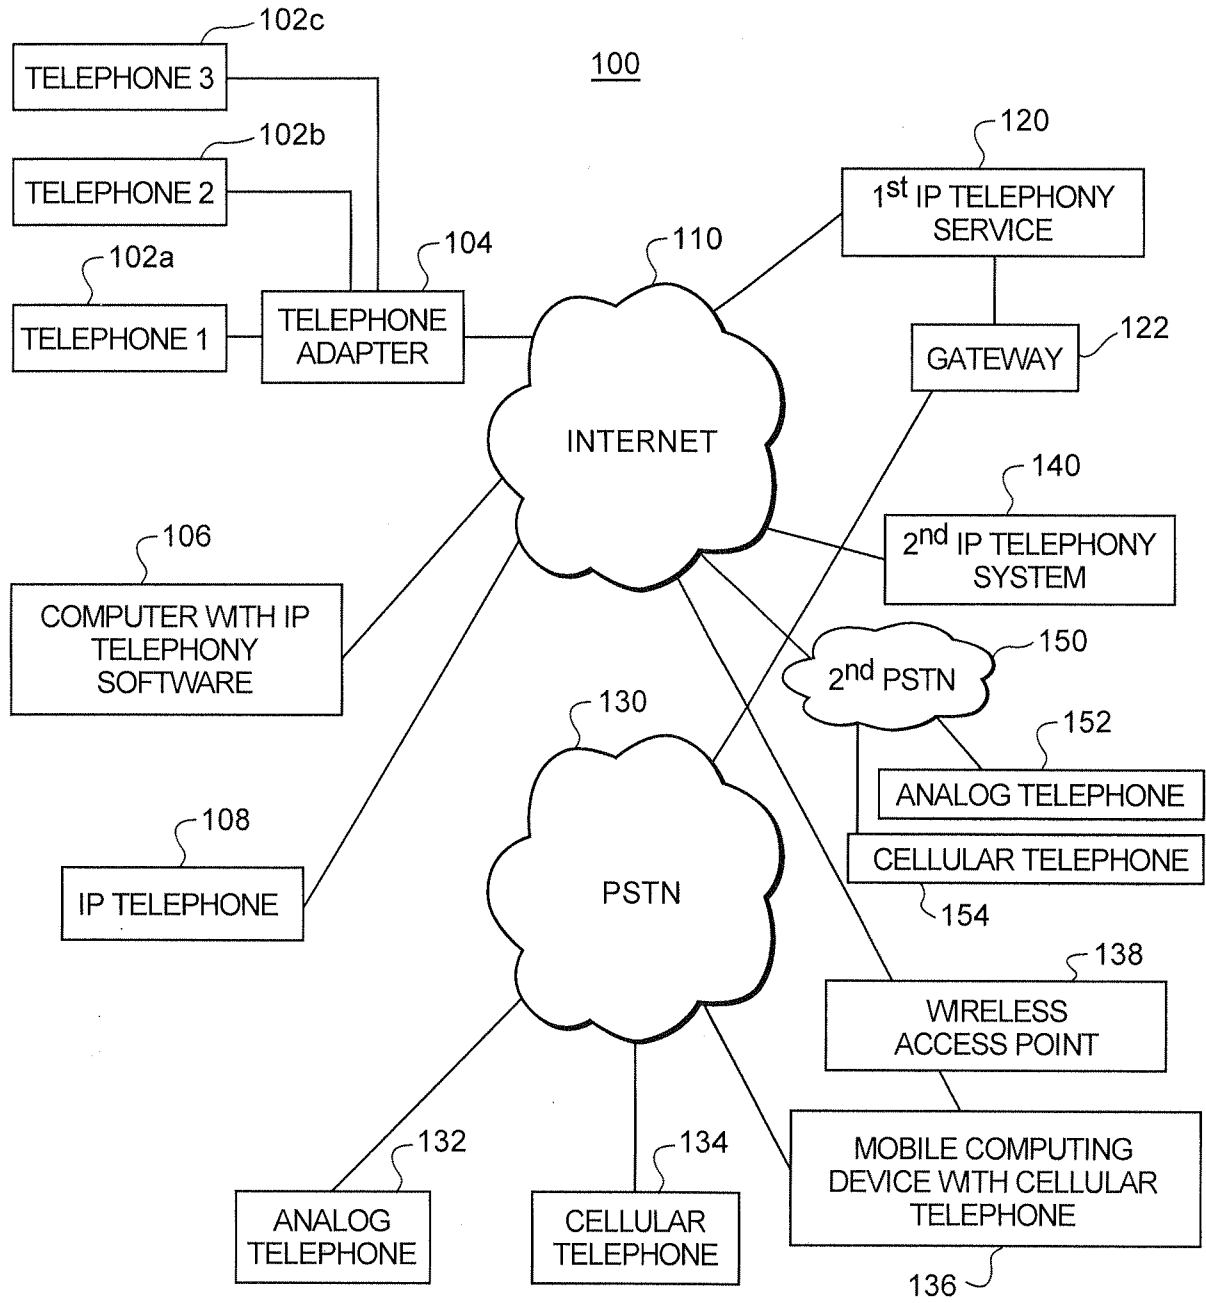 102c
TELEPHONE 3
100
102b
TELEPHONE 2
120
1st IP TELEPHONY
SERVICE
102a
TELEPHONE 1
104
TELEPHONE
ADAPTER
110
INTERNET
122
GATEWAY
140
2nd IP TELEPHONY
SYSTEM
106
COMPUTER WITH IP
TELEPHONY
SOFTWARE
150
2nd PSTN
130
PSTN
152
ANALOG TELEPHONE
CELLULAR TELEPHONE
154
108
IP TELEPHONE
138
WIRELESS
ACCESS POINT
132
ANALOG
TELEPHONE
134
CELLULAR
TELEPHONE
MOBILE COMPUTING
DEVICE WITH CELLULAR
TELEPHONE
136